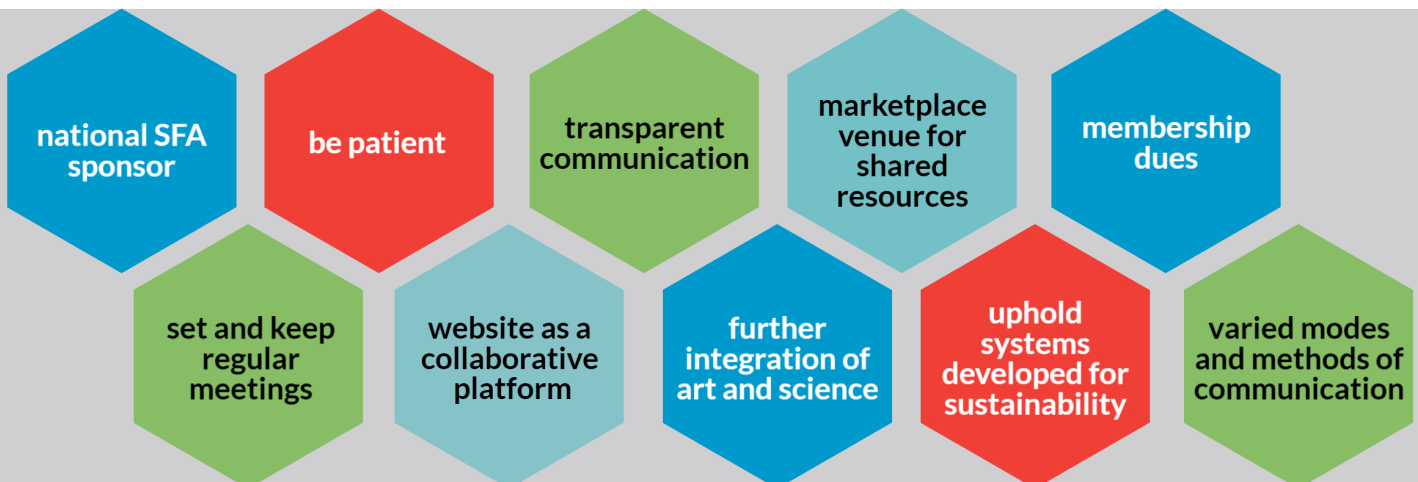 national SFA
sponsor
be patient
transparent
communication
marketplace
venue for
shared
resources
membership
dues
set and keep
regular
meetings
website as a
collaborative
platform
further
integration of
art and science
uphold
systems
developed for
sustainability
varied modes
and methods of
communication